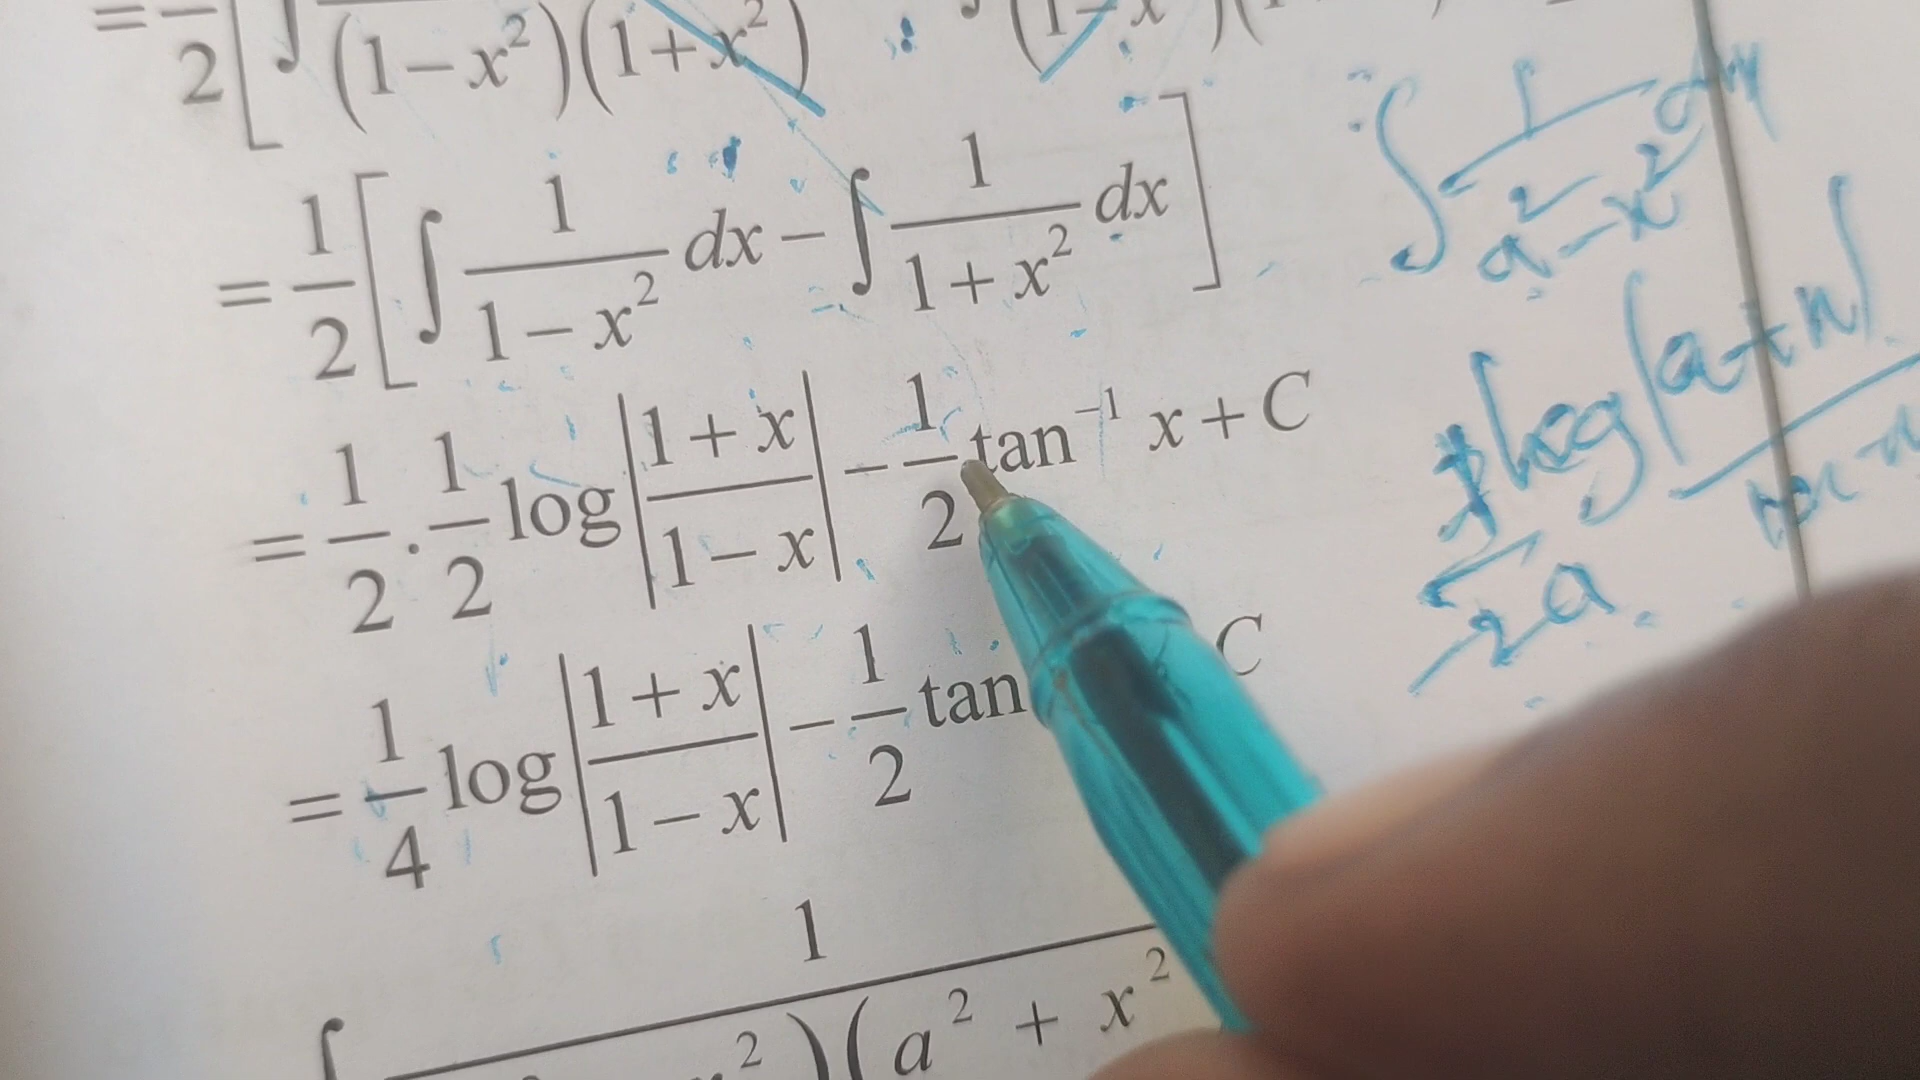 = 1/2 [ ∫ (1−x²)(1+x²)
= 1/2 [ ∫ 1/(1−x²) dx − ∫ 1/(1+x²) dx ]
= 1/2 . 1/2 log |(1+x)/(1−x)| − 1/2 tan⁻¹ x + C
= 1/4 log |(1+x)/(1−x)| − 1/2 tan C
1
∫ ²)(a² + x²
∫ 1/(a²−x²)
log |a+x|
2a